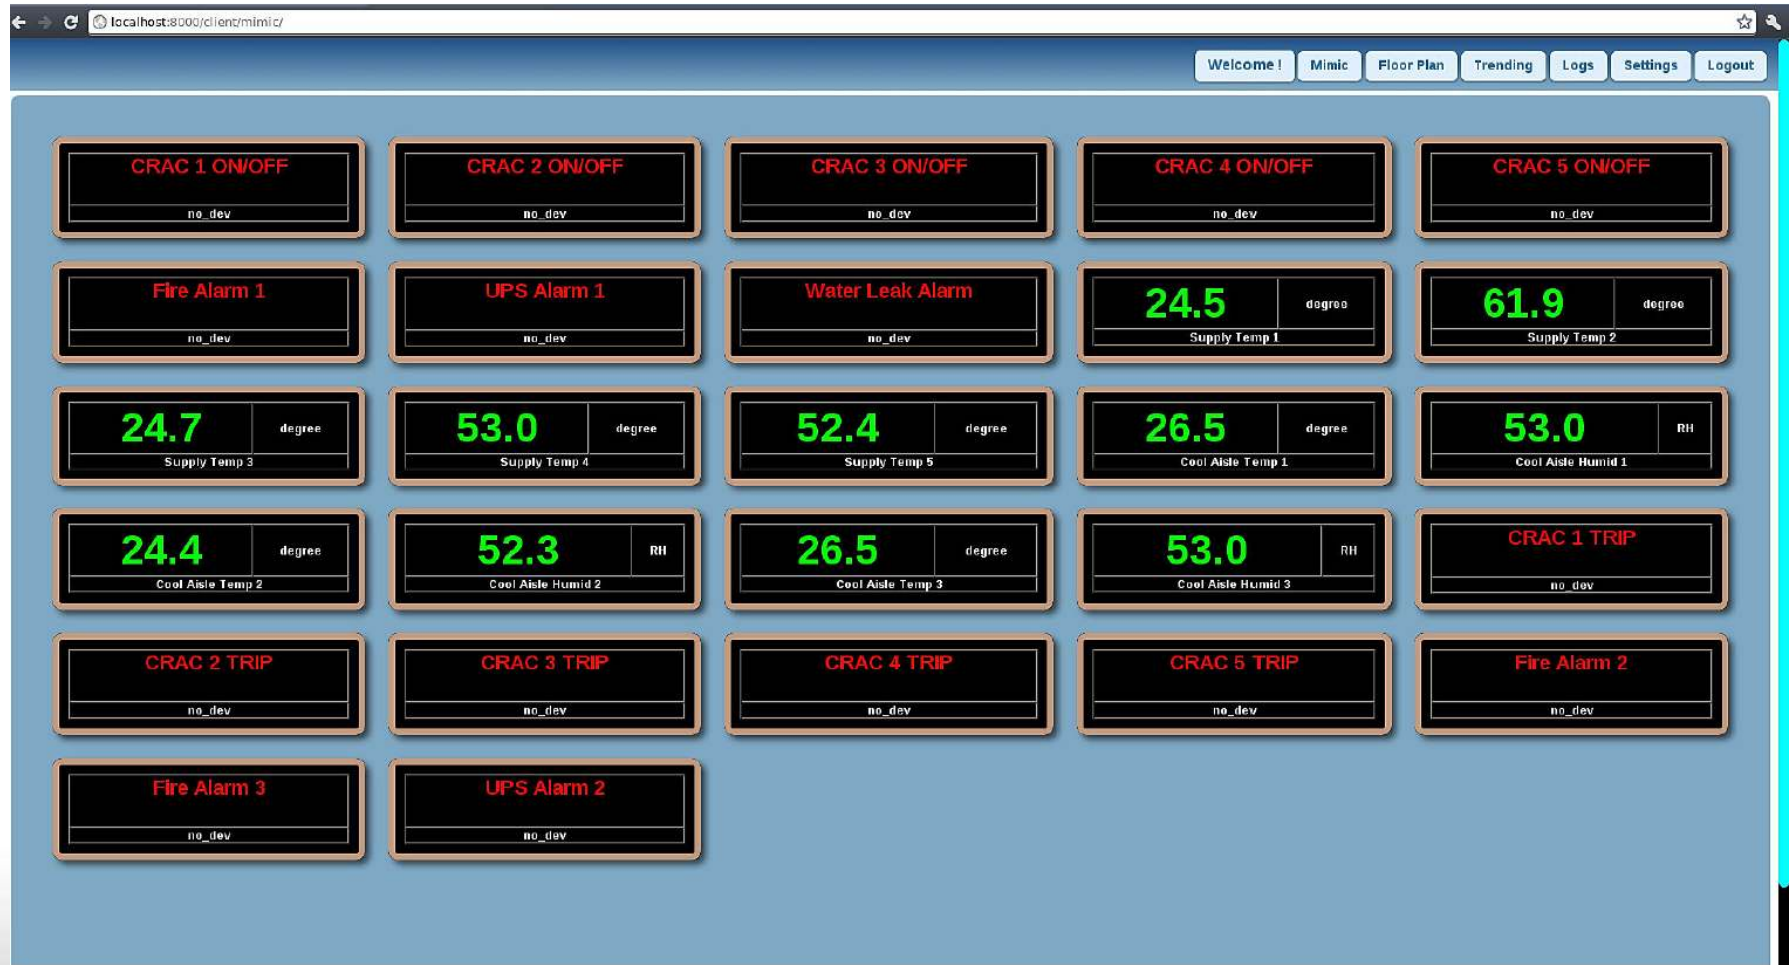 localhost:8000/client/mimic/
Welcome ! Mimic Floor Plan Trending Logs Settings Logout
CRAC 1 ON/OFF
no_dev
CRAC 2 ON/OFF
no_dev
CRAC 3 ON/OFF
no_dev
CRAC 4 ON/OFF
no_dev
CRAC 5 ON/OFF
no_dev
Fire Alarm 1
no_dev
UPS Alarm 1
no_dev
Water Leak Alarm
no_dev
24.5 degree
Supply Temp 1
61.9 degree
Supply Temp 2
24.7 degree
Supply Temp 3
53.0 degree
Supply Temp 4
52.4 degree
Supply Temp 5
26.5 degree
Cool Aisle Temp 1
53.0 RH
Cool Aisle Humid 1
24.4 degree
Cool Aisle Temp 2
52.3 RH
Cool Aisle Humid 2
26.5 degree
Cool Aisle Temp 3
53.0 RH
Cool Aisle Humid 3
CRAC 1 TRIP
no_dev
CRAC 2 TRIP
no_dev
CRAC 3 TRIP
no_dev
CRAC 4 TRIP
no_dev
CRAC 5 TRIP
no_dev
Fire Alarm 2
no_dev
Fire Alarm 3
no_dev
UPS Alarm 2
no_dev